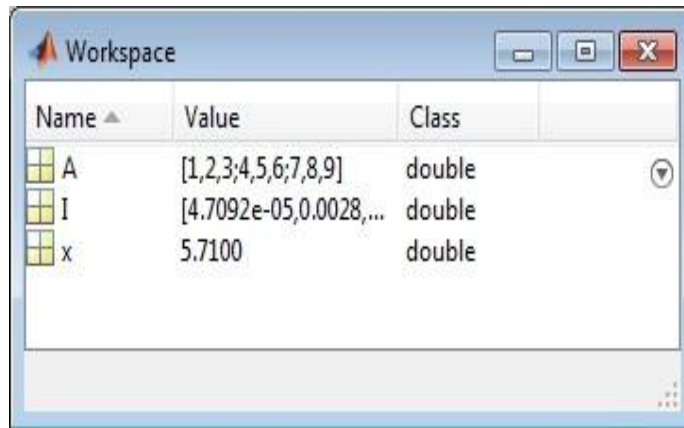 Workspace
Name Value Class
A [1,2,3;4,5,6;7,8,9] double
I [4.7092e-05,0.0028,... double
x 5.7100 double